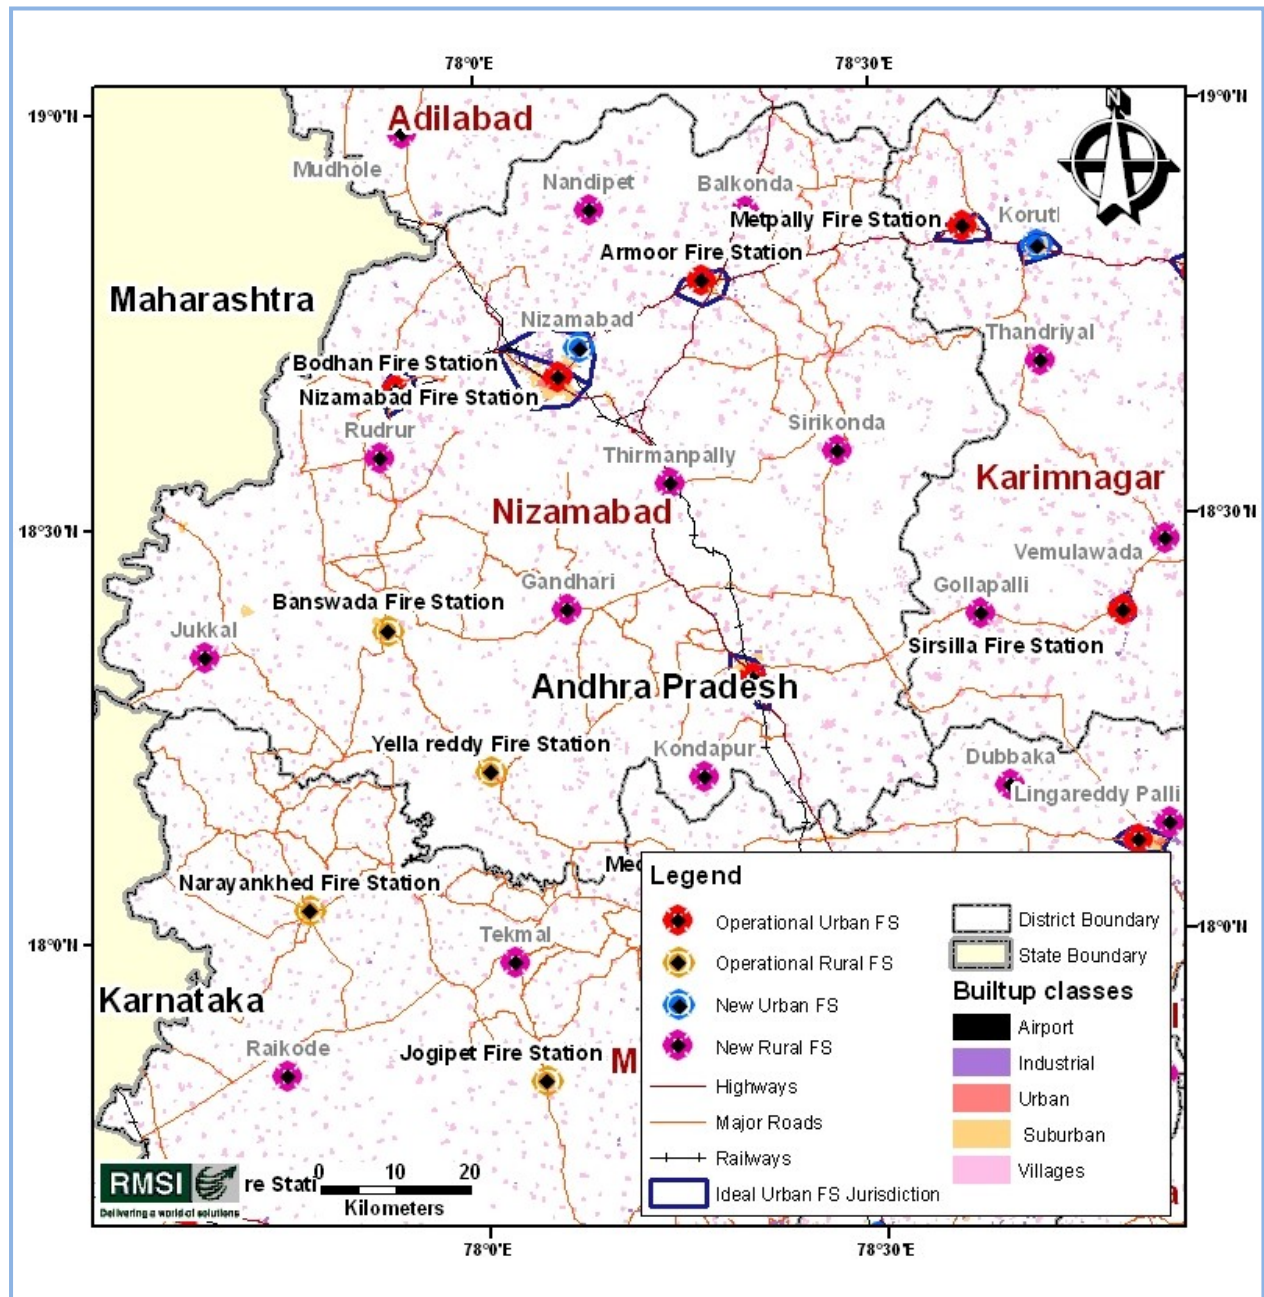 78°0'E 78°30'E
19°0'N 19°0'N
N
Adilabad
Mudhole
Nandipet
Balkonda
Metpally Fire Station
Korutl
Armoor Fire Station
Maharashtra
Nizamabad
Thandriyal
Bodhan Fire Station
Nizamabad Fire Station
Rudrur
Sirikonda
Thirmanpally
Karimnagar
Nizamabad
18°30'N 18°30'N
Vemulawada
Gandhari
Gollapalli
Banswada Fire Station
Jukkal
Sirsilla Fire Station
Andhra Pradesh
Yella reddy Fire Station
Kondapur
Dubbaka
Lingareddy Palli
Med
Narayankhed Fire Station
Tekmal
18°0'N 18°0'N
Karnataka
Raikode
Jogipet Fire Station
M
Legend
Operational Urban FS
Operational Rural FS
New Urban FS
New Rural FS
Highways
Major Roads
Railways
Ideal Urban FS Jurisdiction
District Boundary
State Boundary
Builtup classes
Airport
Industrial
Urban
Suburban
Villages
RMSI
Delivering a world of solutions
re Stati
0 10 20
Kilometers
78°0'E 78°30'E